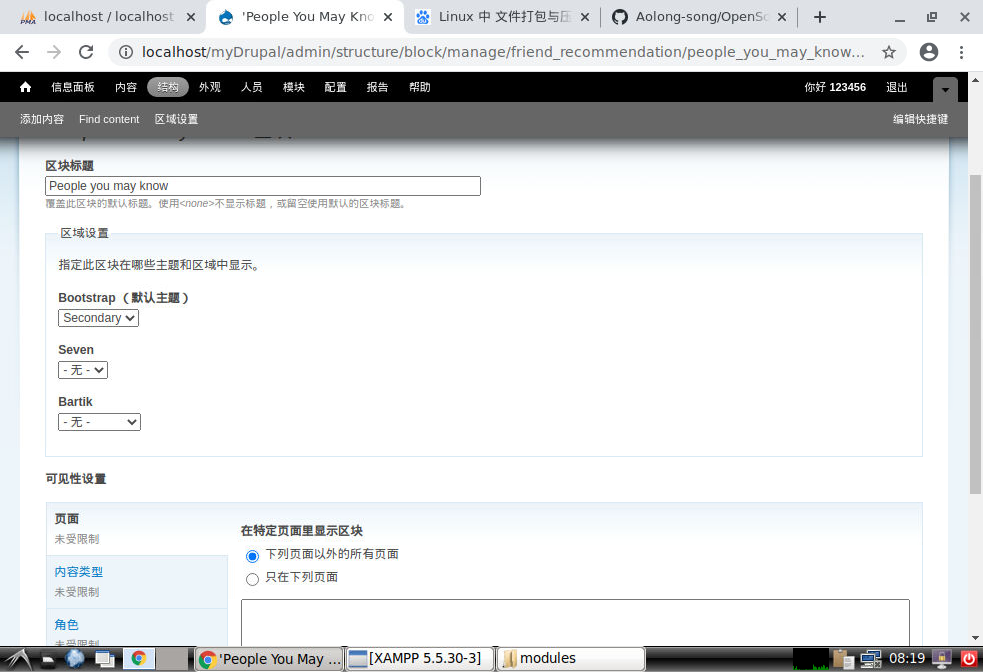 localhost / localhost
'People You May Kno
Linux 中 文件打包与压
Aolong-song/OpenSo
localhost/myDrupal/admin/structure/block/manage/friend_recommendation/people_you_may_know...
信息面板 内容 结构 外观 人员 模块 配置 报告 帮助 你好 123456 退出
添加内容 Find content 区域设置 编辑快捷键
区块标题
People you may know
覆盖此区块的默认标题。使用<none>不显示标题，或留空使用默认的区块标题。
区域设置
指定此区块在哪些主题和区域中显示。
Bootstrap （默认主题）
Secondary
Seven
- 无 -
Bartik
- 无 -
可见性设置
页面
未受限制
内容类型
未受限制
角色
未受限制
在特定页面里显示区块
下列页面以外的所有页面
只在下列页面
'People You May ...
[XAMPP 5.5.30-3]
modules
08:19